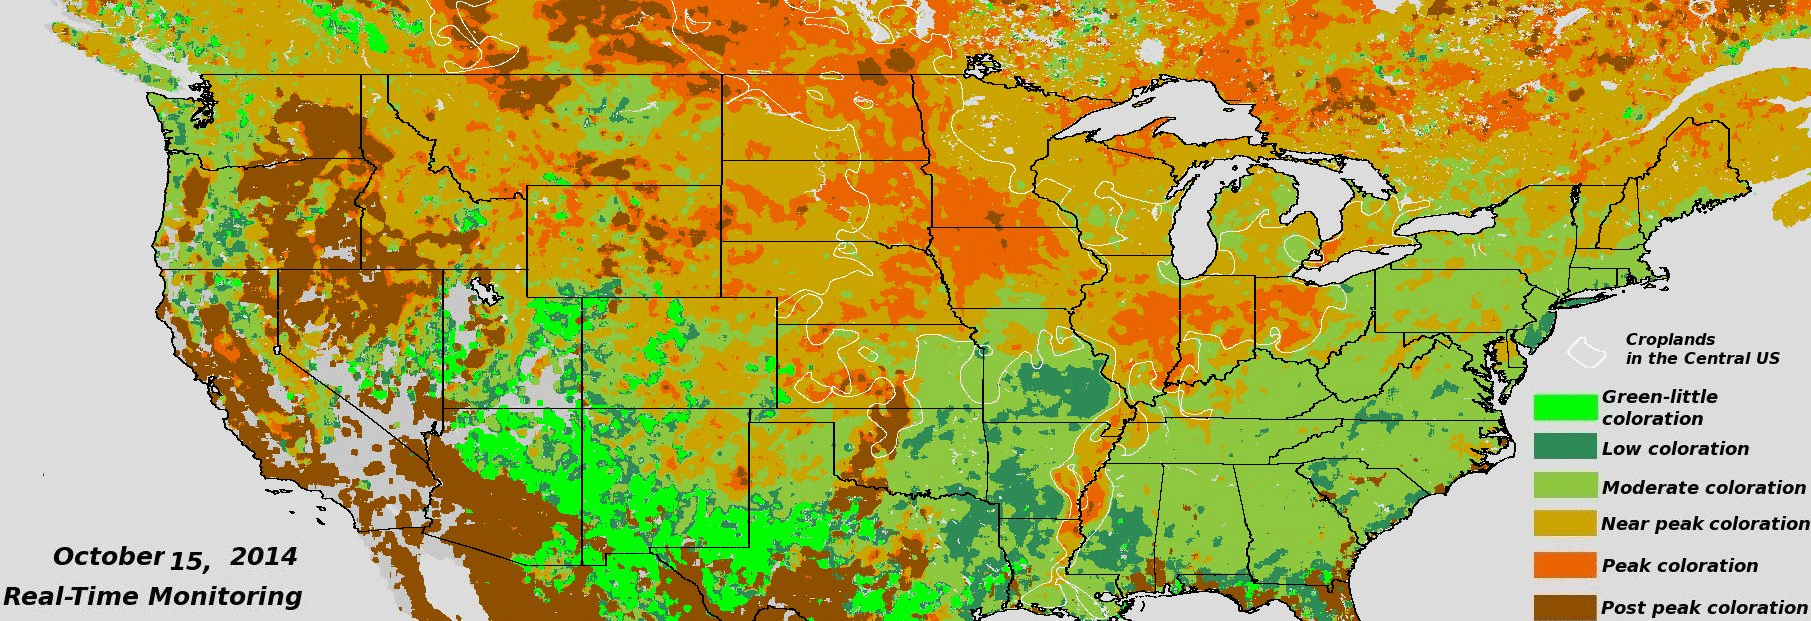 Croplands
in the Central US
Green-little
coloration
Low coloration
Moderate coloration
Near peak coloration
Peak coloration
Post peak coloration
October 15, 2014
Real-Time Monitoring